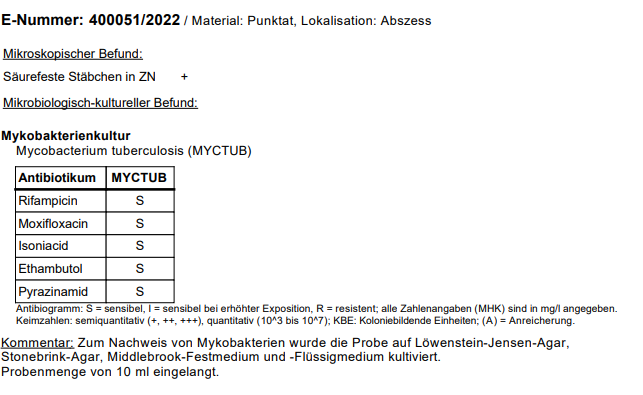 E-Nummer: 400051/2022 / Material: Punktat, Lokalisation: Abszess
Mikroskopischer Befund:
Säurefeste Stäbchen in ZN +
Mikrobiologisch-kultureller Befund:
Mykobakterienkultur
Mycobacterium tuberculosis (MYCTUB)
Antibiotikum MYCTUB
Rifampicin S
Moxifloxacin S
Isoniacid S
Ethambutol S
Pyrazinamid S
Antibiogramm: S = sensibel, I = sensibel bei erhöhter Exposition, R = resistent; alle Zahlenangaben (MHK) sind in mg/l angegeben.
Keimzahlen: semiquantitativ (+, ++, +++), quantitativ (10^3 bis 10^7); KBE: Koloniebildende Einheiten; (A) = Anreicherung.
Kommentar: Zum Nachweis von Mykobakterien wurde die Probe auf Löwenstein-Jensen-Agar,
Stonebrink-Agar, Middlebrook-Festmedium und -Flüssigmedium kultiviert.
Probenmenge von 10 ml eingelangt.